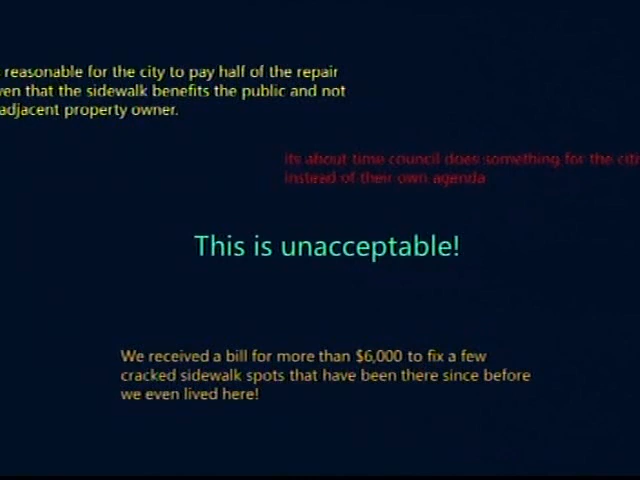 reasonable for the city to pay half of the repair
that the sidewalk benefits the public and not
adjacent property owner.
its about time council does something for the
instead of their own agenda
This is unacceptable!
We received a bill for more than $6,000 to fix a few
cracked sidewalk spots that have been there since before
we even lived here!